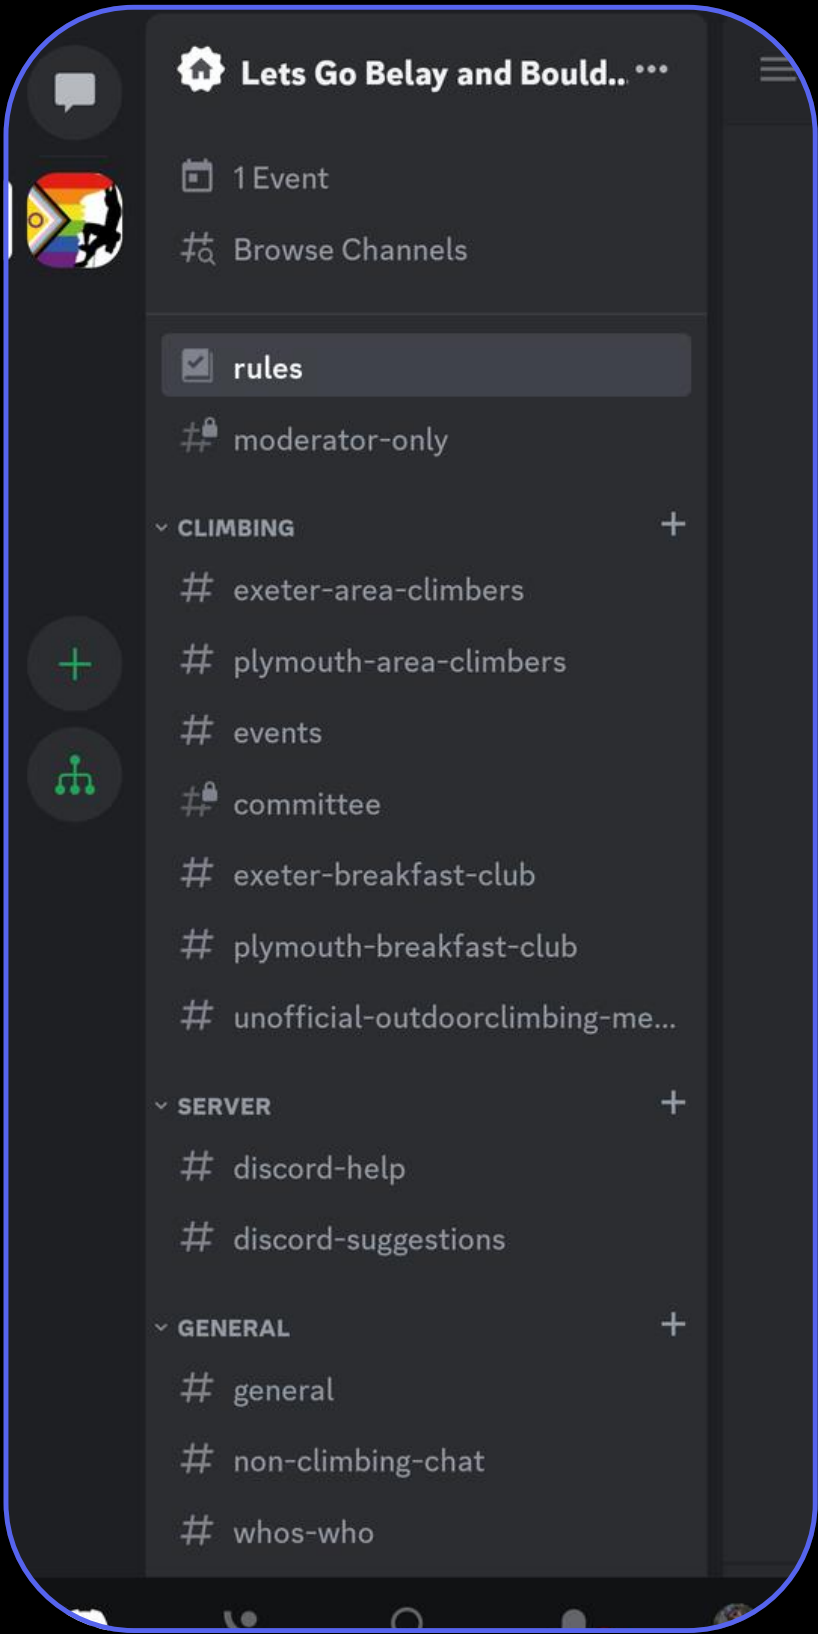 Lets Go Belay and Bould...
1 Event
Browse Channels
rules
moderator-only
CLIMBING
exeter-area-climbers
plymouth-area-climbers
events
committee
exeter-breakfast-club
plymouth-breakfast-club
unofficial-outdoorclimbing-me...
SERVER
discord-help
discord-suggestions
GENERAL
general
non-climbing-chat
whos-who